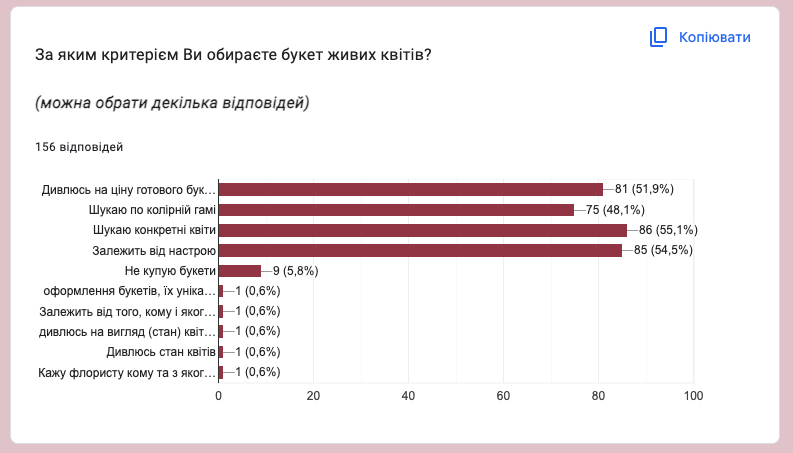 Копіювати
За яким критерієм Ви обираєте букет живих квітів?
(можна обрати декілька відповідей)
156 відповідей
Дивлюсь на ціну готового бук… 81 (51,9%)
Шукаю по колірній гамі 75 (48,1%)
Шукаю конкретні квіти 86 (55,1%)
Залежить від настрою 85 (54,5%)
Не купую букети 9 (5,8%)
оформлення букетів, їх уніка… 1 (0,6%)
Залежить від того, кому і яког… 1 (0,6%)
дивлюсь на вигляд (стан) квіт… 1 (0,6%)
Дивлюсь стан квітів 1 (0,6%)
Кажу флористу кому та з яког… 1 (0,6%)
0 20 40 60 80 100